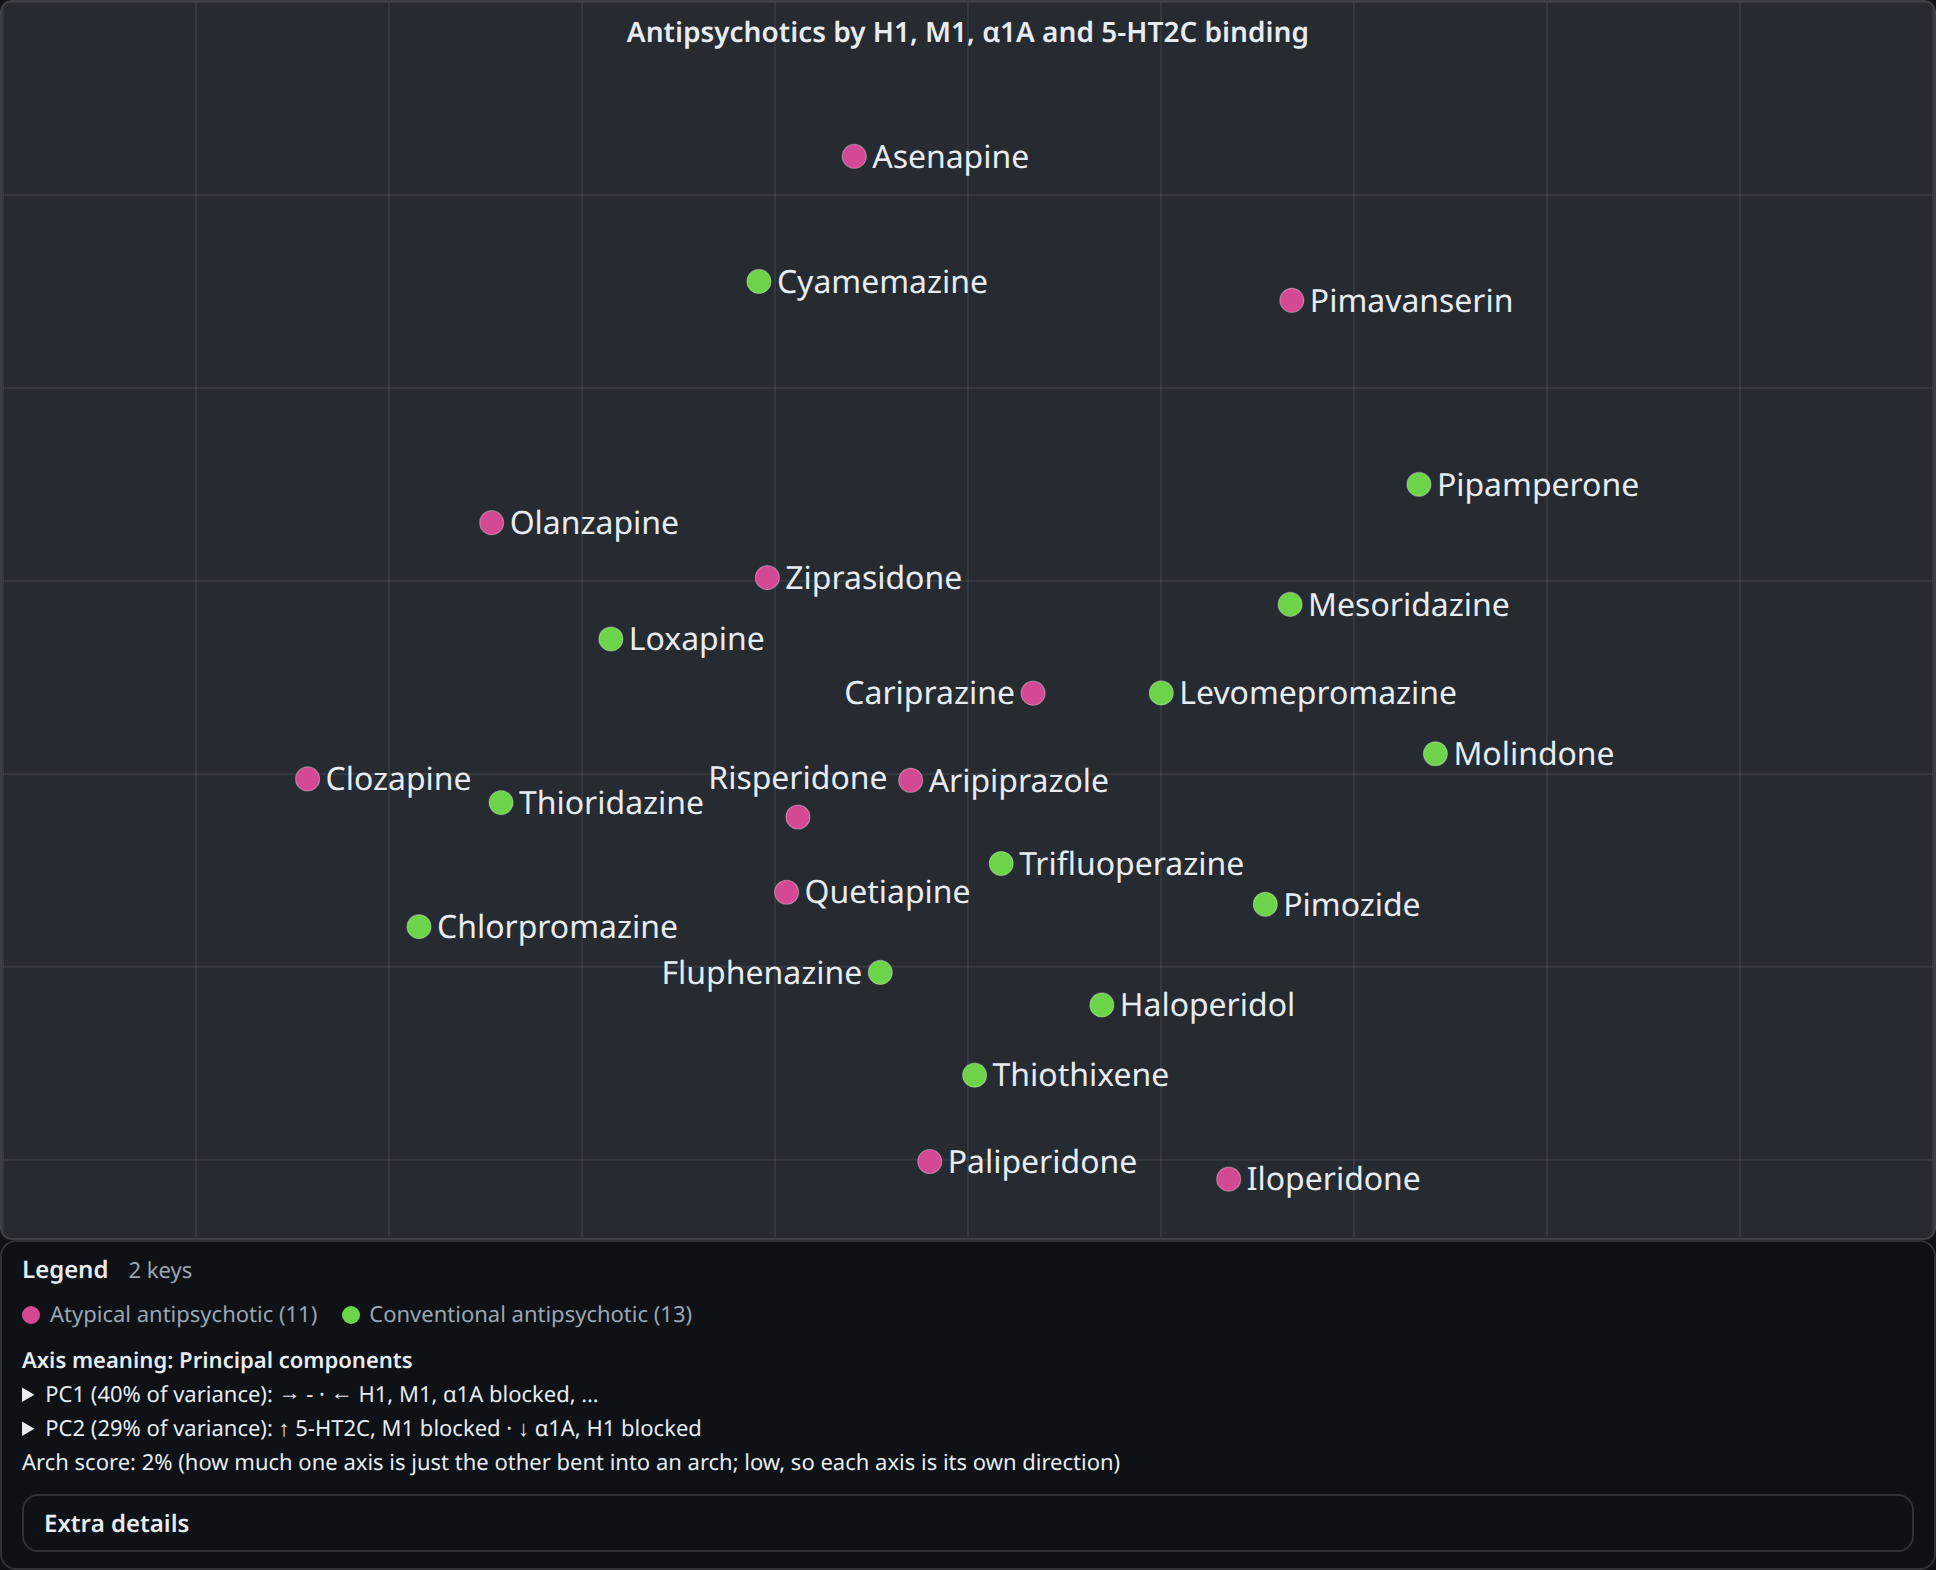 Antipsychotics by H1, M1, α1A and 5-HT2C binding
Asenapine
Cyamemazine
Pimavanserin
Pipamperone
Olanzapine
Ziprasidone
Mesoridazine
Loxapine
Cariprazine
Levomepromazine
Molindone
Clozapine
Risperidone
Aripiprazole
Thioridazine
Trifluoperazine
Quetiapine
Pimozide
Chlorpromazine
Fluphenazine
Haloperidol
Thiothixene
Paliperidone
Iloperidone
Legend 2 keys
Atypical antipsychotic (11) Conventional antipsychotic (13)
Axis meaning: Principal components
▶ PC1 (40% of variance): → - · ← H1, M1, α1A blocked, ...
▶ PC2 (29% of variance): ↑ 5-HT2C, M1 blocked · ↓ α1A, H1 blocked
Arch score: 2% (how much one axis is just the other bent into an arch; low, so each axis is its own direction)
Extra details